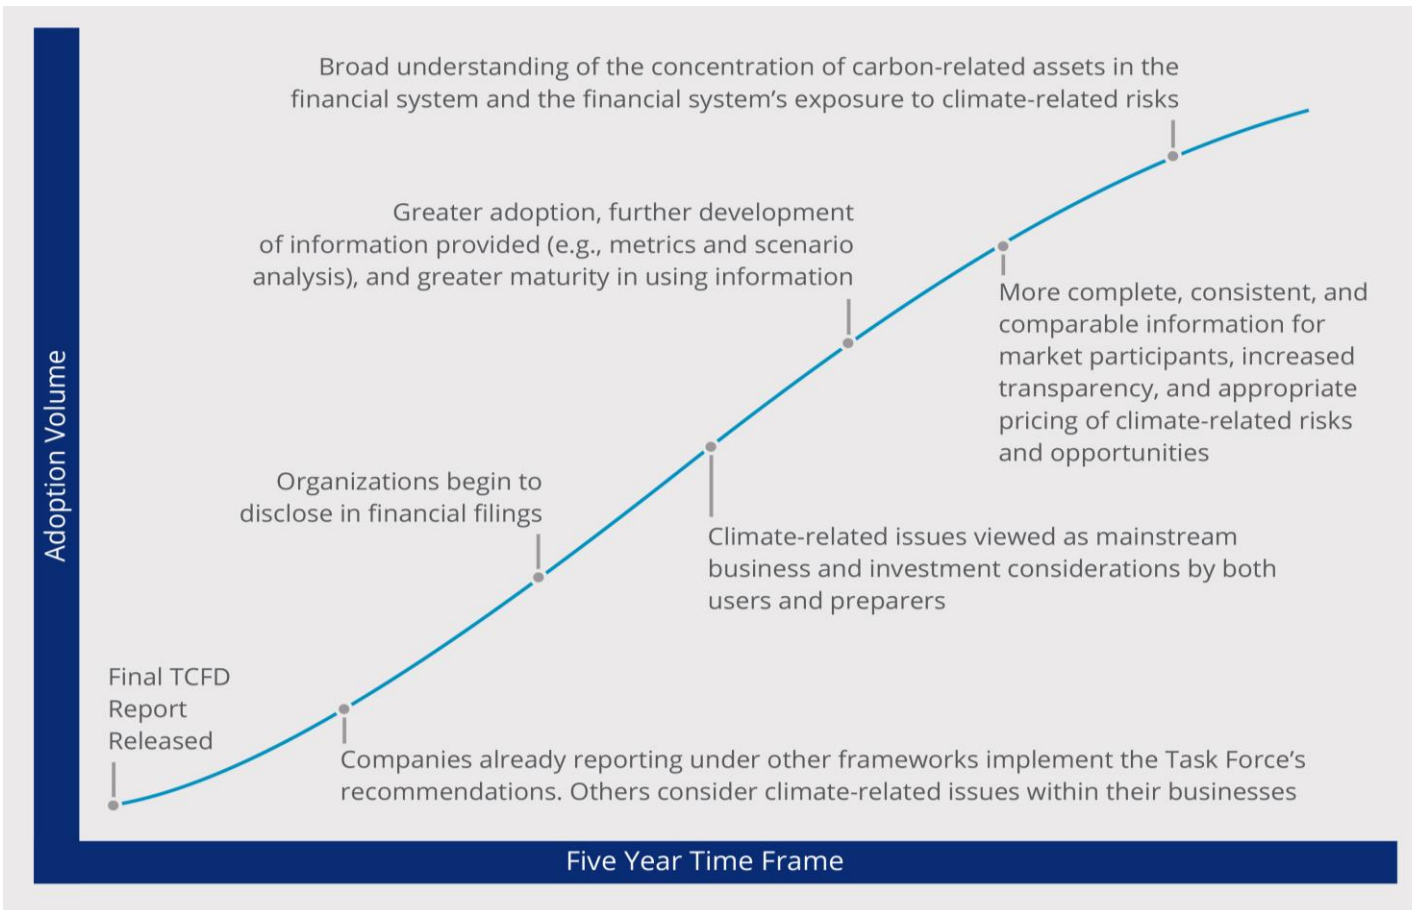 Broad understanding of the concentration of carbon-related assets in the
financial system and the financial system’s exposure to climate-related risks
Greater adoption, further development
of information provided (e.g., metrics and scenario
analysis), and greater maturity in using information
More complete, consistent, and
comparable information for
market participants, increased
transparency, and appropriate
pricing of climate-related risks
and opportunities
Organizations begin to
disclose in financial filings
Climate-related issues viewed as mainstream
business and investment considerations by both
users and preparers
Final TCFD
Report
Released
Companies already reporting under other frameworks implement the Task Force’s
recommendations. Others consider climate-related issues within their businesses
Adoption Volume
Five Year Time Frame